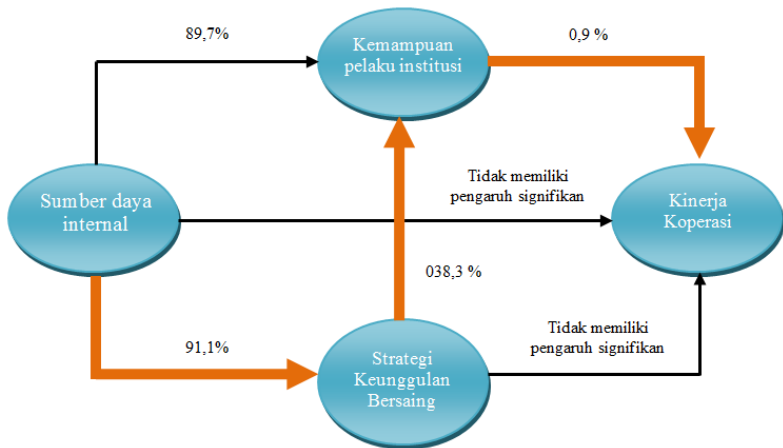 89,7%
Kemampuan
pelaku institusi
0,9 %
Sumber daya
internal
Tidak memiliki
pengaruh signifikan
Kinerja
Koperasi
038,3 %
91,1%
Strategi
Keunggulan
Bersaing
Tidak memiliki
pengaruh signifikan